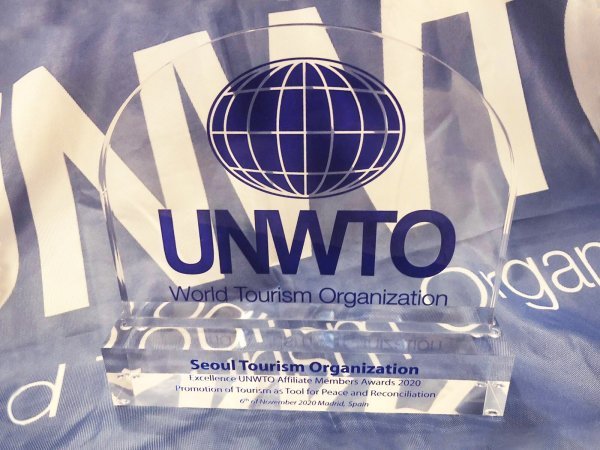 UNWTO
World Tourism Organization
Seoul Tourism Organization
Excellence UNWTO Affiliate Members Awards 2020
Promotion of Tourism as Tool for Peace and Reconciliation
6th of November 2020 Madrid, Spain